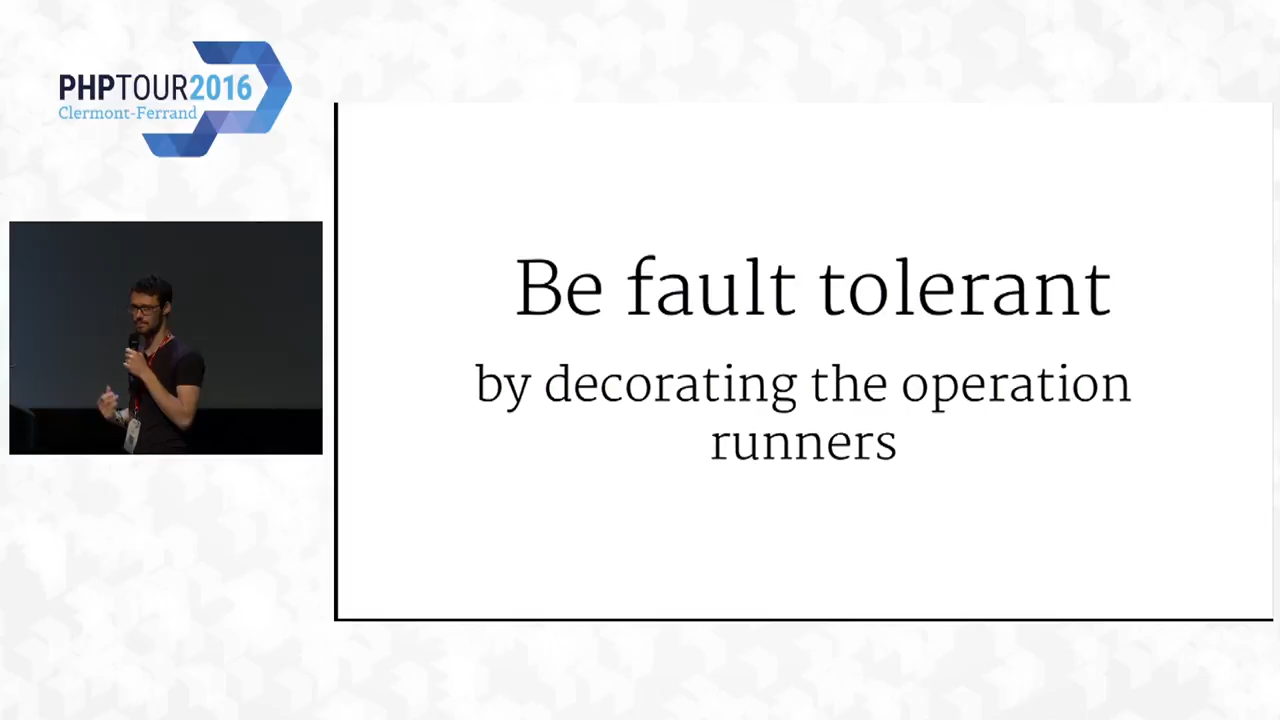 PHPTOUR2016
Clermont-Ferrand
Be fault tolerant
by decorating the operation
runners